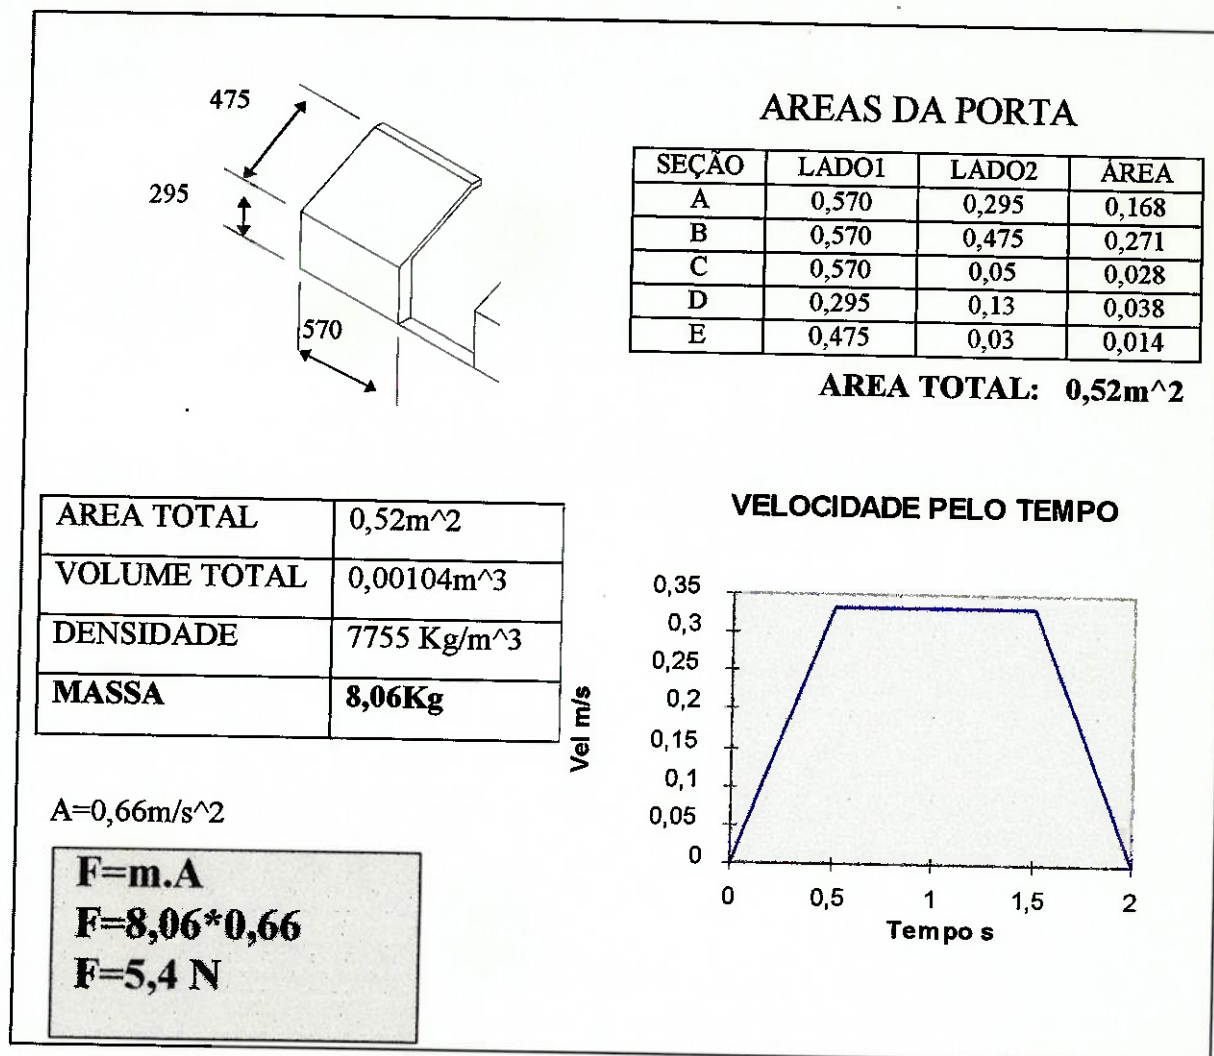 475
295
570
AREAS DA PORTA
SEÇÃO LADO1 LADO2 ÁREA
A 0,570 0,295 0,168
B 0,570 0,475 0,271
C 0,570 0,05 0,028
D 0,295 0,13 0,038
E 0,475 0,03 0,014
AREA TOTAL: 0,52m^2
AREA TOTAL 0,52m^2
VOLUME TOTAL 0,00104m^3
DENSIDADE 7755 Kg/m^3
MASSA 8,06Kg
A=0,66m/s^2
F=m.A
F=8,06*0,66
F=5,4 N
VELOCIDADE PELO TEMPO
Vel m/s
0,35
0,3
0,25
0,2
0,15
0,1
0,05
0
0 0,5 1 1,5 2
Tempo s